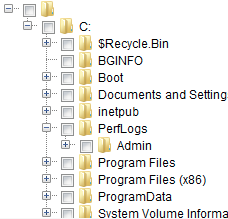 C:
$Recycle.Bin
BGINFO
Boot
Documents and Setting
inetpub
PerfLogs
Admin
Program Files
Program Files (x86)
ProgramData
System Volume Informa